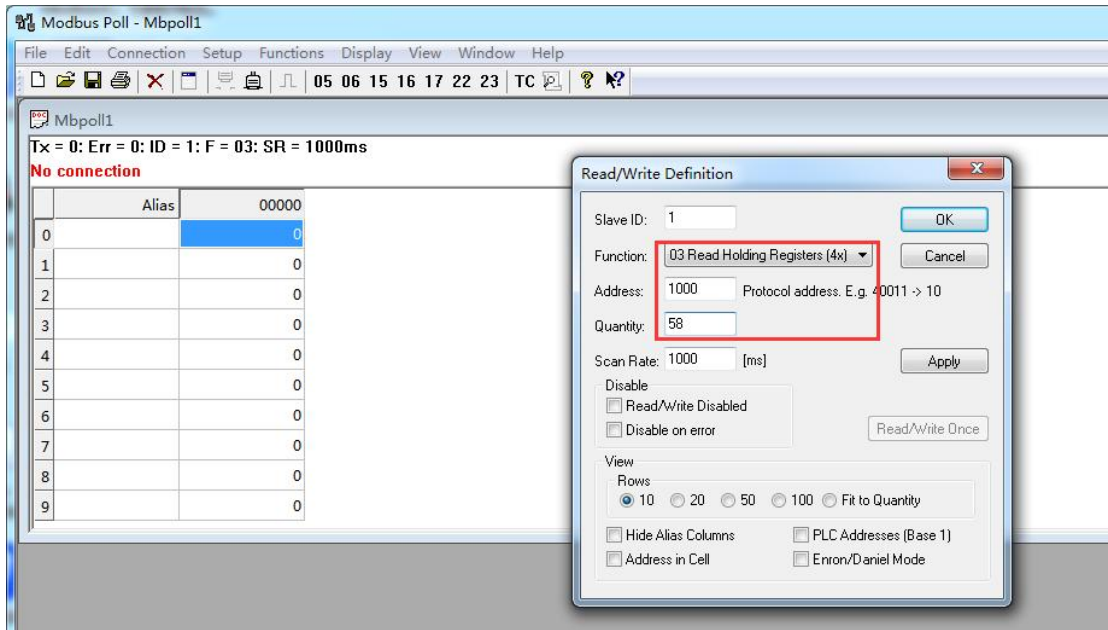 Modbus Poll - Mbpoll1
File Edit Connection Setup Functions Display View Window Help
05 06 15 16 17 22 23 TC
Mbpoll1
Tx = 0: Err = 0: ID = 1: F = 03: SR = 1000ms
No connection
Alias 00000
0 0
1 0
2 0
3 0
4 0
5 0
6 0
7 0
8 0
9 0
Read/Write Definition
Slave ID: 1 OK
Function: 03 Read Holding Registers (4x) Cancel
Address: 1000 Protocol address. E.g. 40011 -> 10
Quantity: 58
Scan Rate: 1000 [ms] Apply
Disable
Read/Write Disabled
Disable on error Read/Write Once
View
Rows
10 20 50 100 Fit to Quantity
Hide Alias Columns PLC Addresses (Base 1)
Address in Cell Enron/Daniel Mode